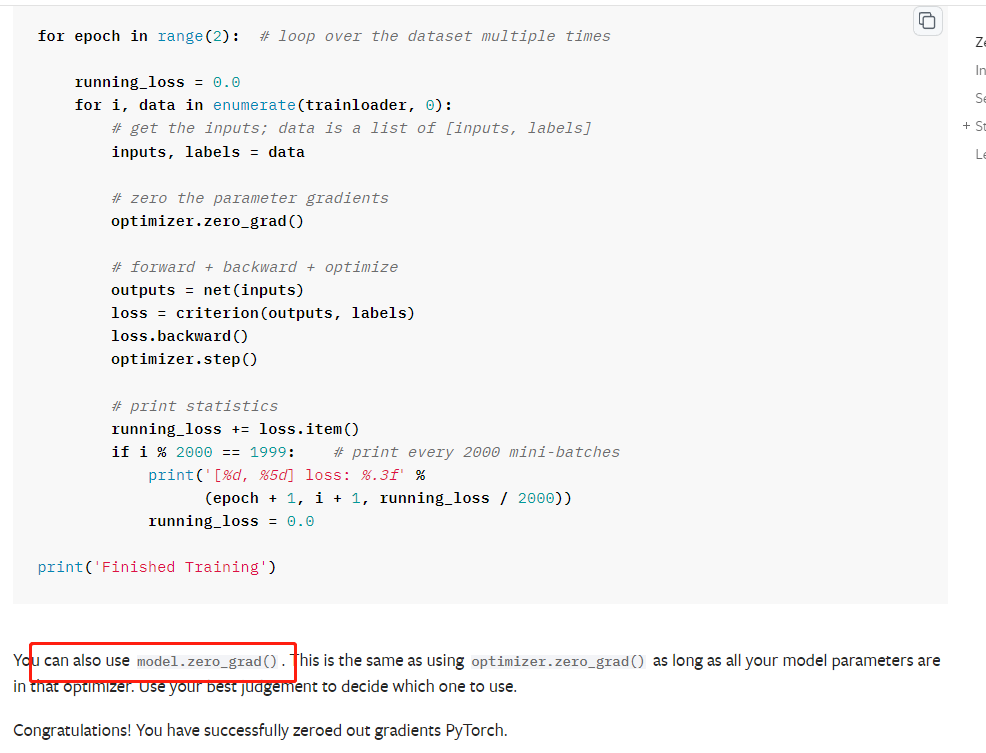 for epoch in range(2):  # loop over the dataset multiple times
running_loss = 0.0
for i, data in enumerate(trainloader, 0):
# get the inputs; data is a list of [inputs, labels]
inputs, labels = data
# zero the parameter gradients
optimizer.zero_grad()
# forward + backward + optimize
outputs = net(inputs)
loss = criterion(outputs, labels)
loss.backward()
optimizer.step()
# print statistics
running_loss += loss.item()
if i % 2000 == 1999:    # print every 2000 mini-batches
print('[%d, %5d] loss: %.3f' %
(epoch + 1, i + 1, running_loss / 2000))
running_loss = 0.0
print('Finished Training')
You can also use model.zero_grad(). This is the same as using optimizer.zero_grad() as long as all your model parameters are
in that optimizer. Use your best judgement to decide which one to use.
Congratulations! You have successfully zeroed out gradients PyTorch.
Ze
In
Se
+ St
Le